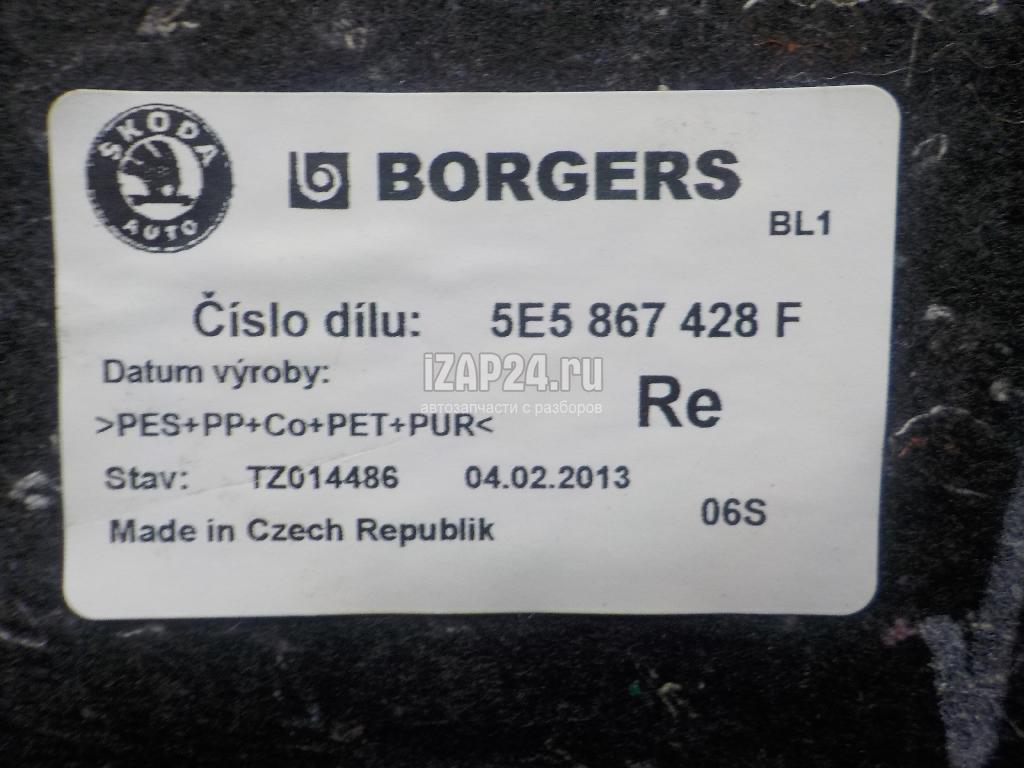 ŠKODA
AUTO
BORGERS
BL1
Číslo dílu: 5E5 867 428 F
Datum výroby:
iZAP24.ru
автозапчасти с разборов
Re
>PES+PP+Co+PET+PUR<
Stav: TZ014486 04.02.2013
06S
Made in Czech Republik